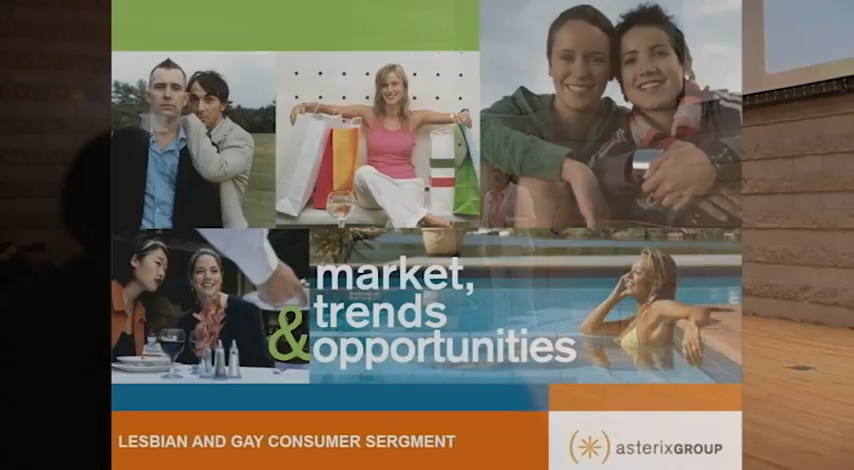 market,
trends
& opportunities
LESBIAN AND GAY CONSUMER SERGMENT
asterixGROUP